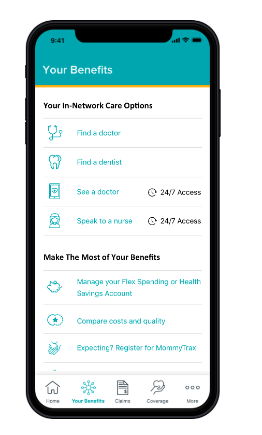 9:41
Your Benefits
Your In-Network Care Options
Find a doctor
Find a dentist
See a doctor 24/7 Access
Speak to a nurse 24/7 Access
Make The Most of Your Benefits
Manage your Flex Spending or Health
Savings Account
Compare costs and quality
Expecting? Register for MommyTrax
Home Your Benefits Claims Coverage More